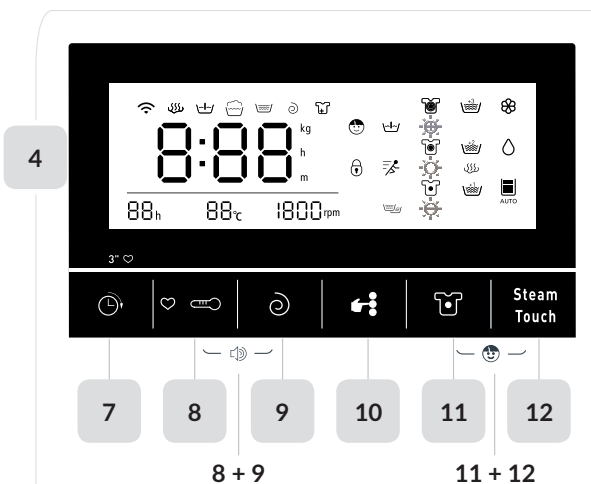 4
8:88
kg
h
m
88h
88°C
1800rpm
AUTO
3"
Steam
Touch
7
8
9
10
11
12
8 + 9
11 + 12